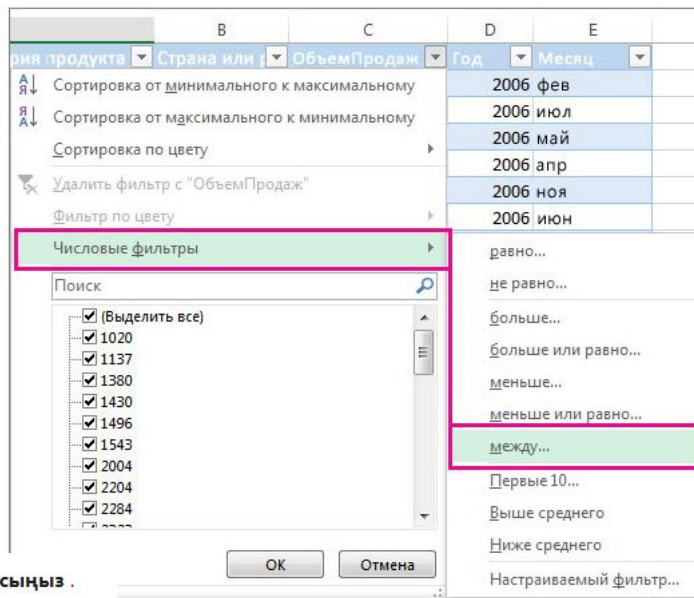 B C D E
рия продукта Страна или р ОбъемПродаж Год Месяц
Сортировка от минимального к максимальному
Сортировка от максимального к минимальному
Сортировка по цвету
Удалить фильтр с "ОбъемПродаж"
Фильтр по цвету
Числовые фильтры
Поиск
(Выделить все)
1020
1137
1380
1430
1496
1543
2004
2204
2284
ОК Отмена
2006 фев
2006 июл
2006 май
2006 апр
2006 ноя
2006 июн
равно...
не равно...
больше...
больше или равно...
меньше...
меньше или равно...
между...
Первые 10...
Выше среднего
Ниже среднего
Настраиваемый фильтр...
сыңыз .